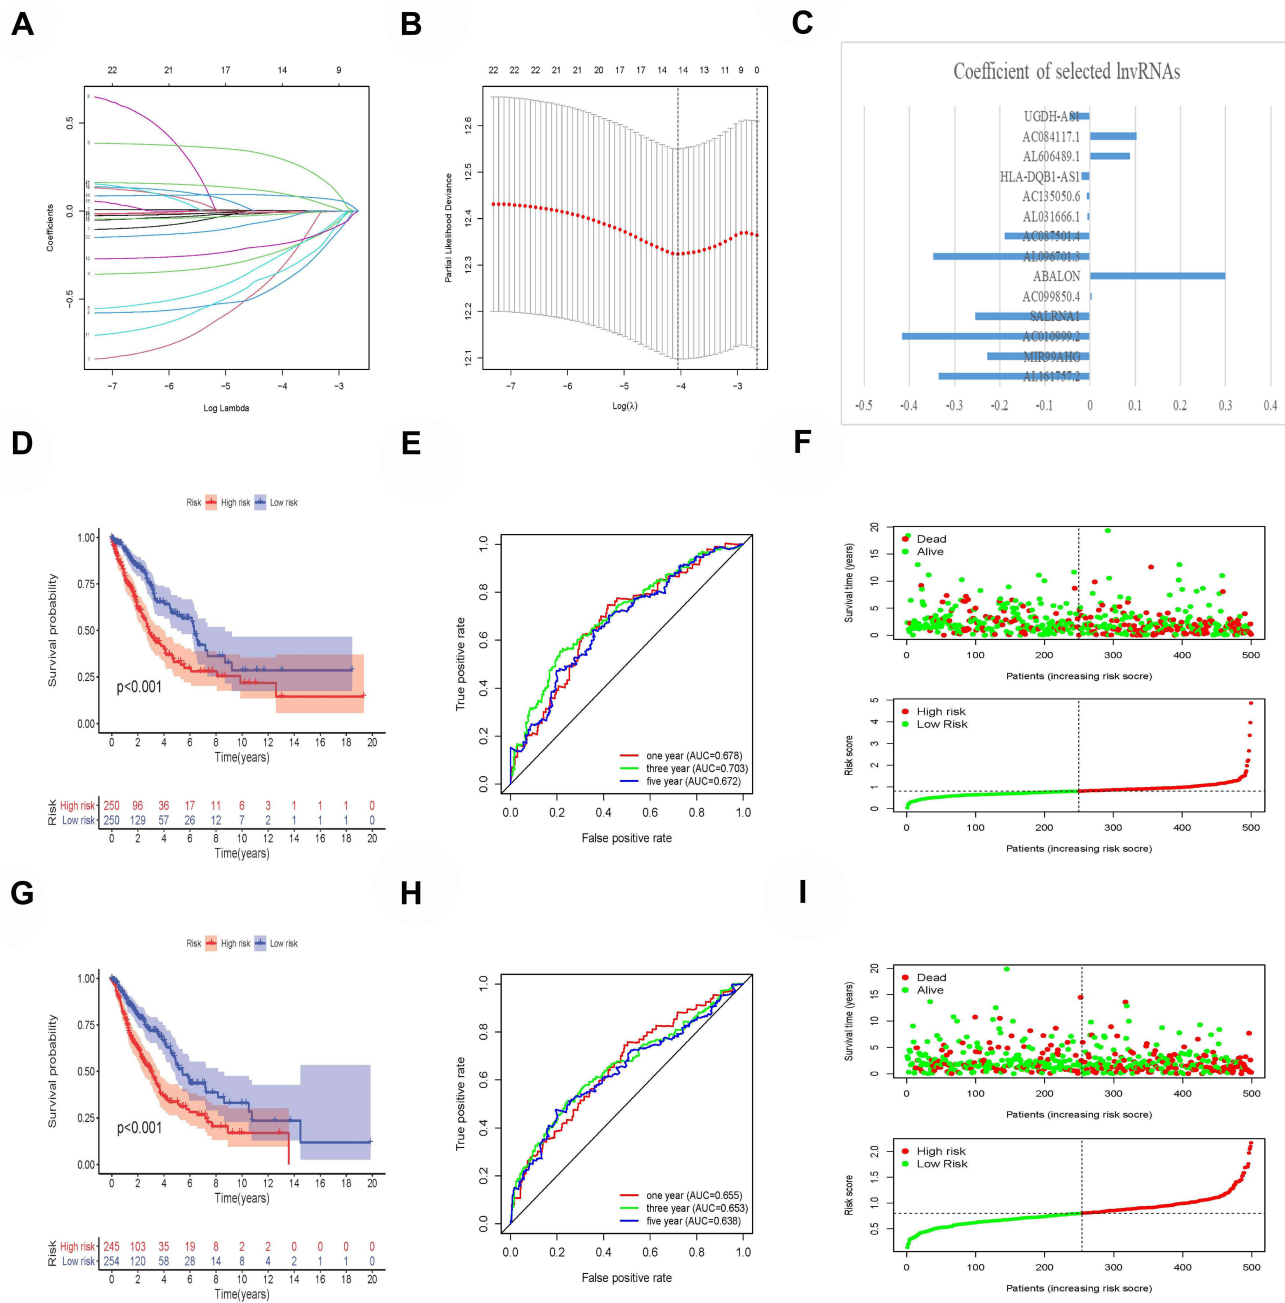 A
B
C
22 21 17 12 9
0.5
0.0
−0.5
Coefficients
−7 −6 −5 −4 −3
Log Lambda
22 22 22 21 21 20 17 17 14 14 13 11 9 0
12.6
12.5
12.4
12.3
12.2
12.1
Partial Likelihood Deviance
−7 −6 −5 −4 −3
Log(λ)
Coefficient of selected lnvRNAs
UGDH-AS1
AC084117.1
AL606489.1
HLA-DQB1-AS1
AC135050.6
AL031666.1
AC087501.4
AL096701.3
ABALON
AC099850.4
SALRNA1
AC010999.2
MIR99AHG
AL161757.2
-0.5 -0.4 -0.3 -0.2 -0.1 0 0.1 0.2 0.3 0.4
D
E
F
Risk High risk Low risk
1.00
0.75
0.50
0.25
0.00
Survival probability
p<0.001
0 2 4 6 8 10 12 14 16 18 20
Time(years)
Risk
High risk 250 96 36 17 11 6 3 1 1 1 0
Low risk 250 129 57 26 12 7 2 1 1 1 0
0 2 4 6 8 10 12 14 16 18 20
Time(years)
1.0
0.8
0.6
0.4
0.2
0.0
True positive rate
one year (AUC=0.678)
three year (AUC=0.703)
five year (AUC=0.672)
0.0 0.2 0.4 0.6 0.8 1.0
False positive rate
20
15
10
5
0
Survival time (years)
Dead
Alive
0 100 200 300 400 500
Patients (increasing risk socre)
5
4
3
2
1
0
Risk score
High risk
Low Risk
0 100 200 300 400 500
Patients (increasing risk socre)
G
H
I
Risk High risk Low risk
1.00
0.75
0.50
0.25
0.00
Survival probability
p<0.001
0 2 4 6 8 10 12 14 16 18 20
Time(years)
Risk
High risk 245 103 35 19 8 2 2 0 0 0 0
Low risk 254 120 58 28 14 8 4 2 1 1 0
0 2 4 6 8 10 12 14 16 18 20
Time(years)
1.0
0.8
0.6
0.4
0.2
0.0
True positive rate
one year (AUC=0.655)
three year (AUC=0.653)
five year (AUC=0.638)
0.0 0.2 0.4 0.6 0.8 1.0
False positive rate
20
15
10
5
0
Survival time (years)
Dead
Alive
0 100 200 300 400 500
Patients (increasing risk socre)
2.0
1.5
1.0
0.5
Risk score
High risk
Low Risk
0 100 200 300 400 500
Patients (increasing risk socre)